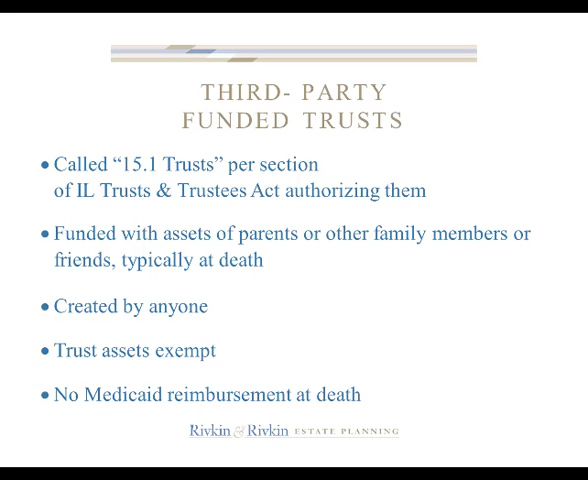 THIRD- PARTY
FUNDED TRUSTS
• Called “15.1 Trusts” per section
of IL Trusts & Trustees Act authorizing them
• Funded with assets of parents or other family members or
friends, typically at death
• Created by anyone
• Trust assets exempt
• No Medicaid reimbursement at death
Rivkin & Rivkin ESTATE PLANNING